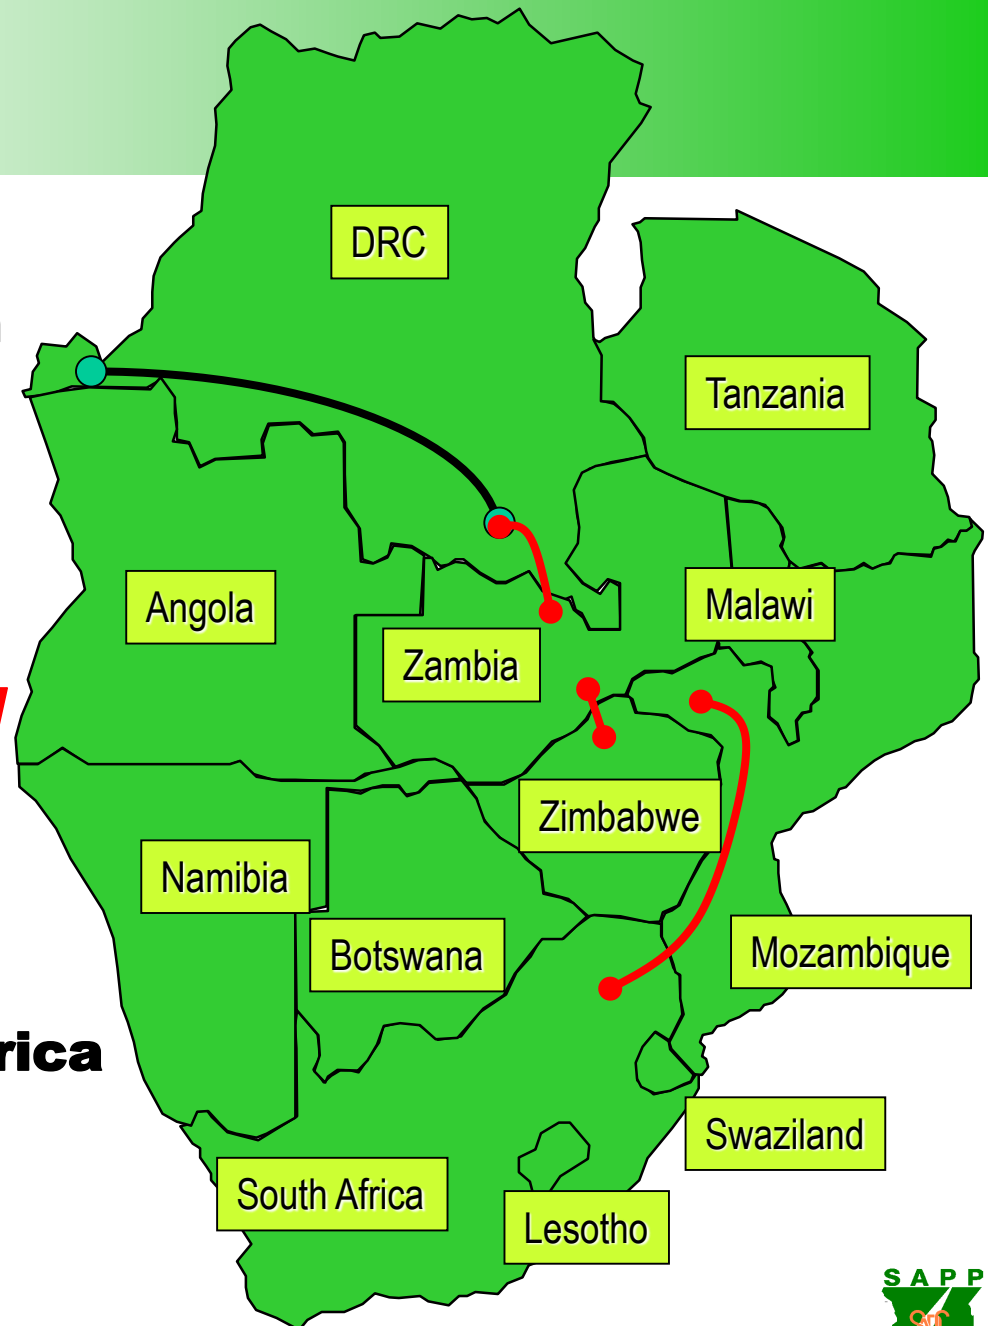 DRC
Tanzania
Angola
Malawi
Zambia
Zimbabwe
Namibia
Botswana
Mozambique
rica
Swaziland
South Africa
Lesotho
SAPP